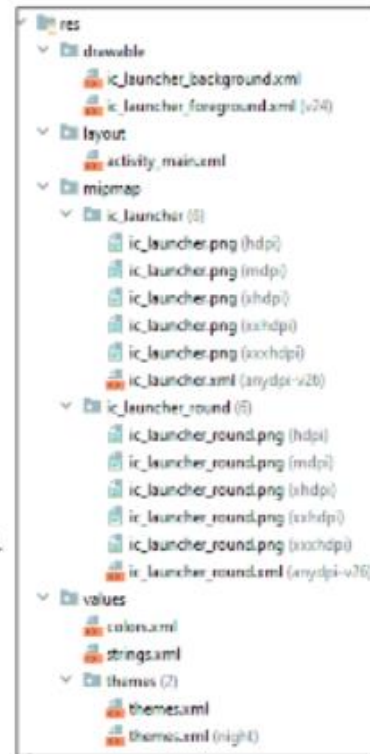 res
drawable
ic_launcher_background.xml
ic_launcher_foreground.xml (v24)
layout
activity_main.xml
mipmap
ic_launcher (6)
ic_launcher.png (hdpi)
ic_launcher.png (mdpi)
ic_launcher.png (xhdpi)
ic_launcher.png (xxhdpi)
ic_launcher.png (xxxhdpi)
ic_launcher.xml (anydpi-v26)
ic_launcher_round (6)
ic_launcher_round.png (hdpi)
ic_launcher_round.png (mdpi)
ic_launcher_round.png (xhdpi)
ic_launcher_round.png (xxhdpi)
ic_launcher_round.png (xxxhdpi)
ic_launcher_round.xml (anydpi-v26)
values
colors.xml
strings.xml
themes (2)
themes.xml
themes.xml (night)